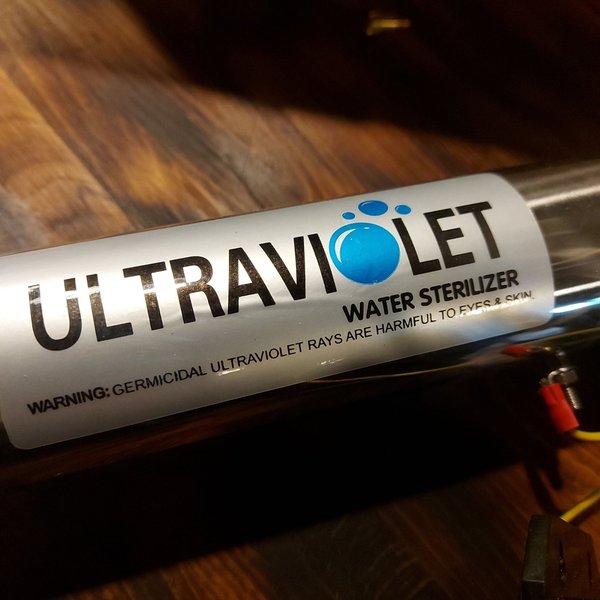 ULTRAVIOLET
WATER STERILIZER
WARNING: GERMICIDAL ULTRAVIOLET RAYS ARE HARMFUL TO EYES & SKIN.